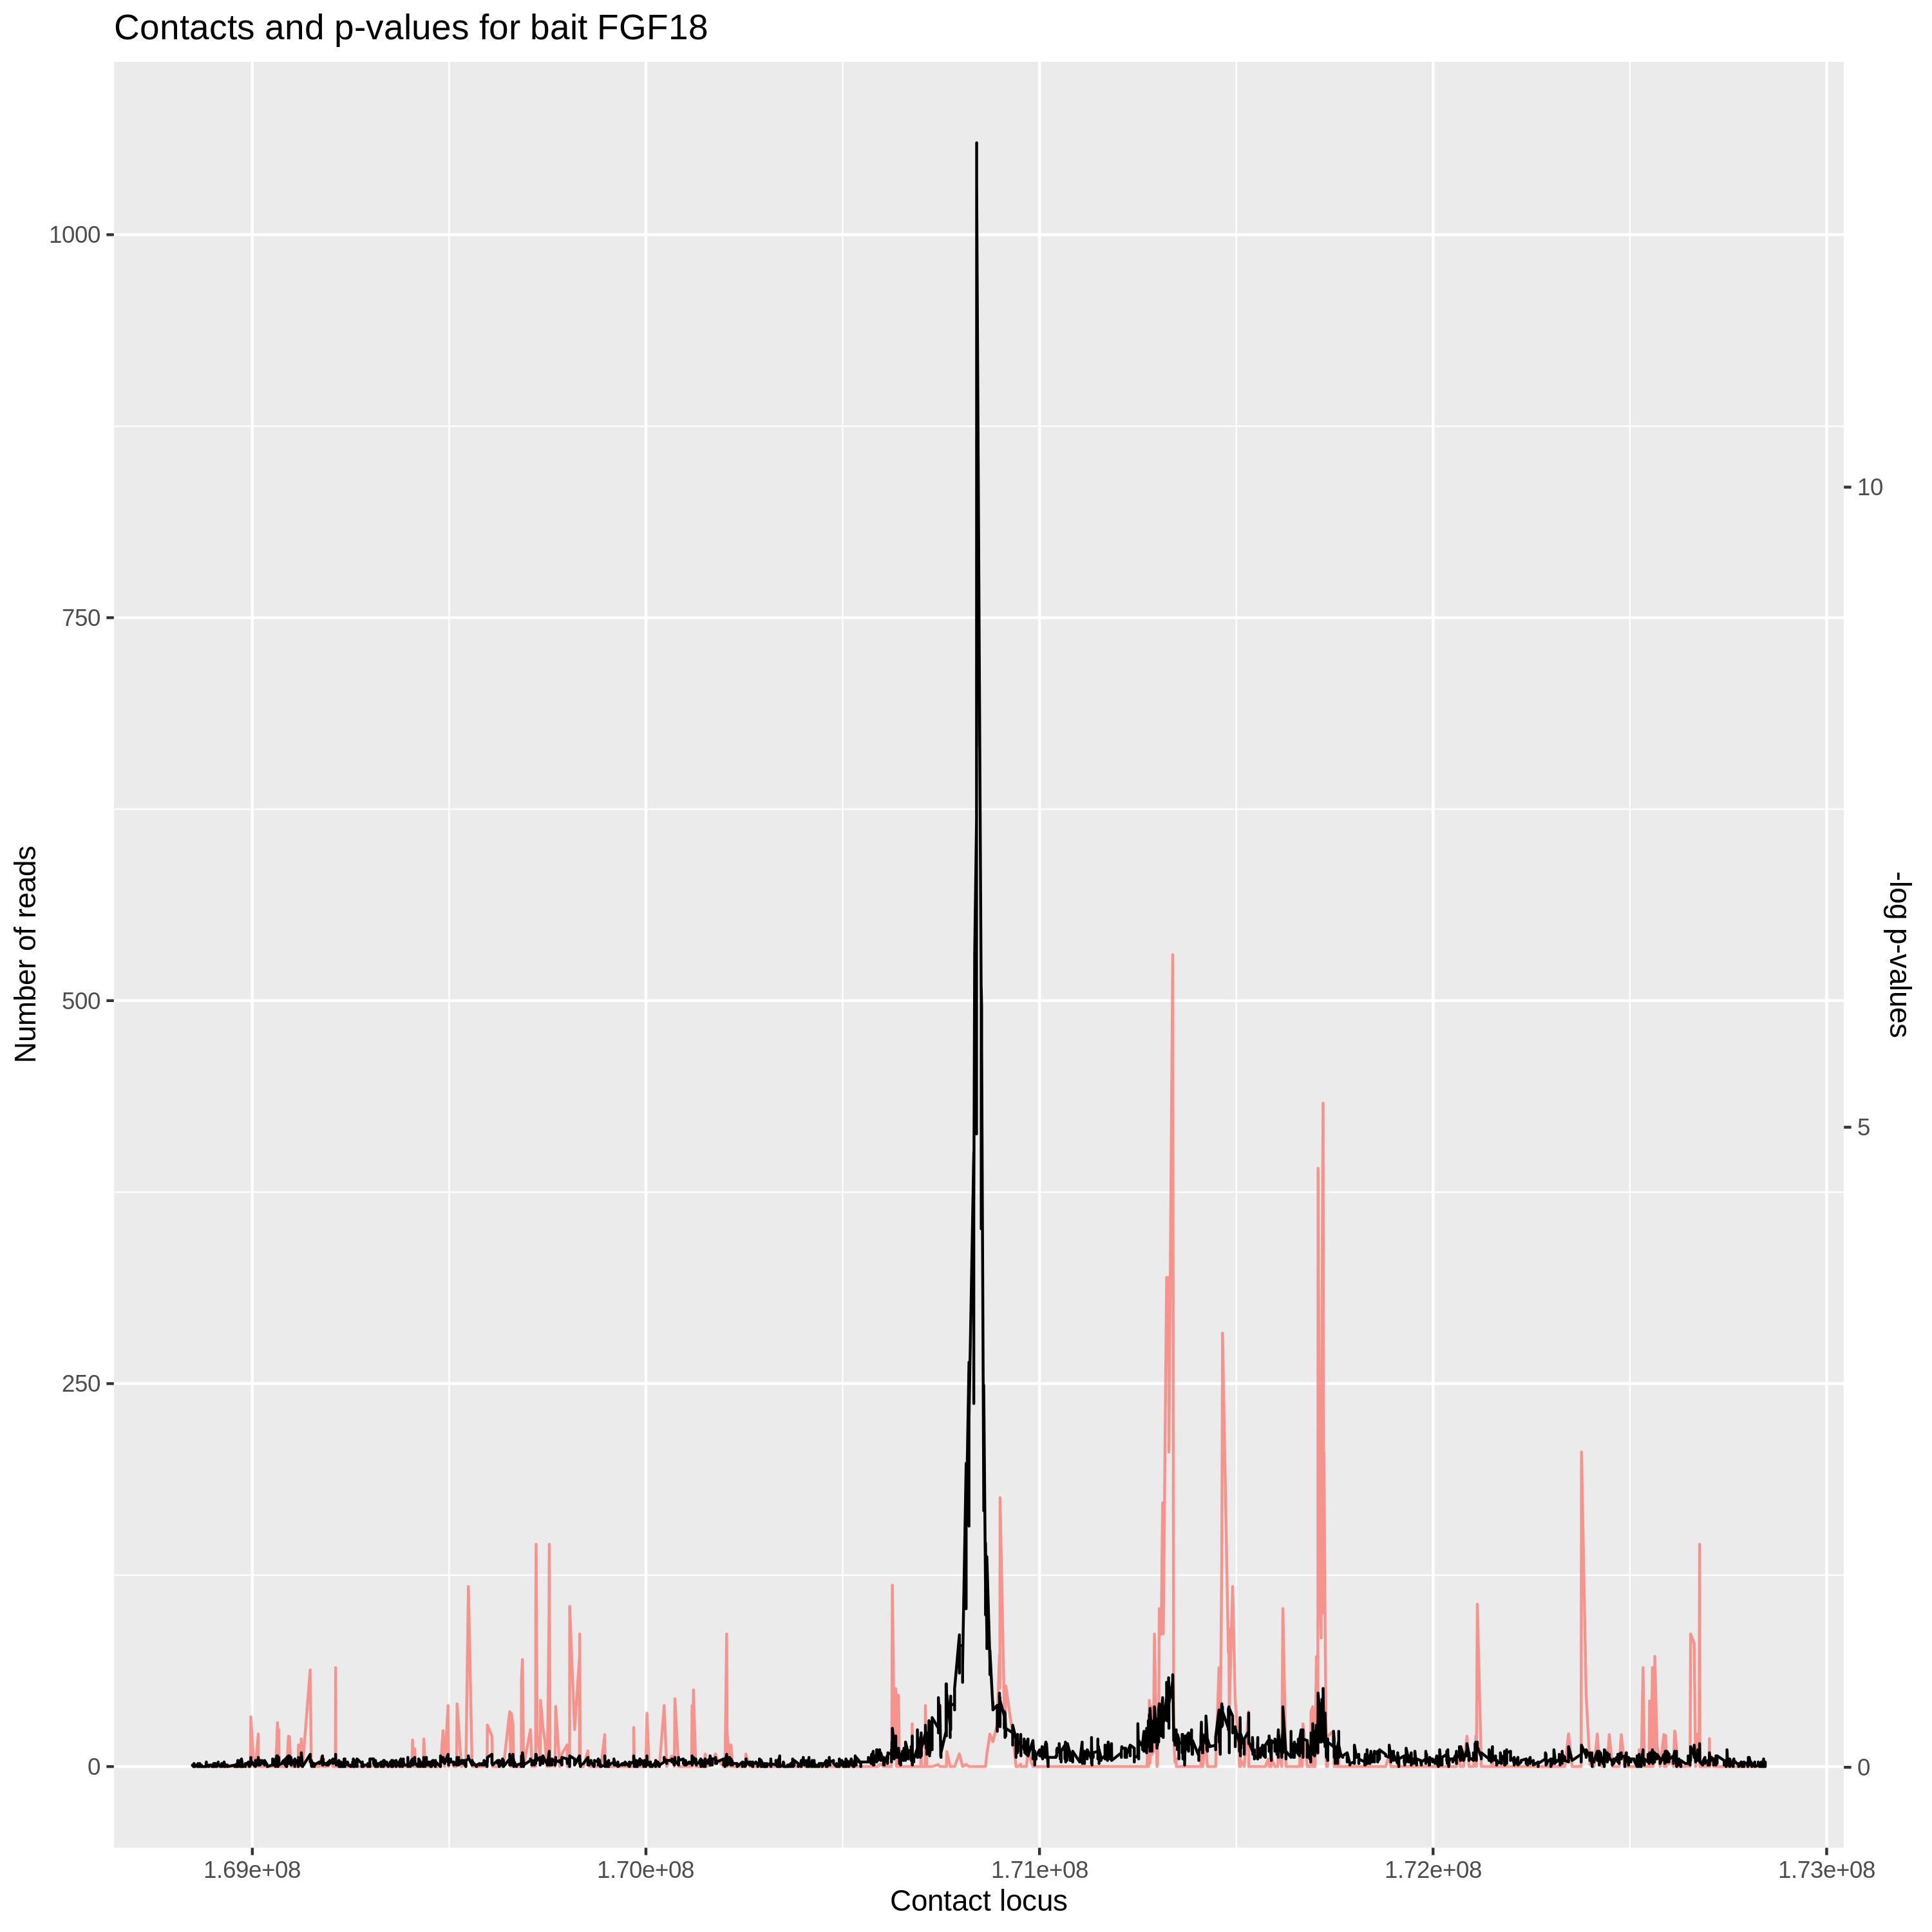 Contacts and p-values for bait FGF18
Number of reads
1000
750
500
250
0
10
5
0
-log p-values
1.69e+08
1.70e+08
1.71e+08
1.72e+08
1.73e+08
Contact locus